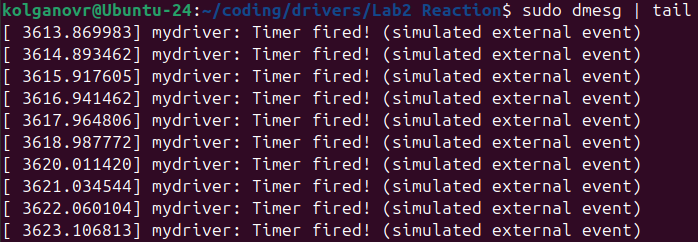 kolganovr@Ubuntu-24:~/coding/drivers/Lab2 Reaction$ sudo dmesg | tail
[ 3613.869983] mydriver: Timer fired! (simulated external event)
[ 3614.893462] mydriver: Timer fired! (simulated external event)
[ 3615.917605] mydriver: Timer fired! (simulated external event)
[ 3616.941462] mydriver: Timer fired! (simulated external event)
[ 3617.964806] mydriver: Timer fired! (simulated external event)
[ 3618.987772] mydriver: Timer fired! (simulated external event)
[ 3620.011420] mydriver: Timer fired! (simulated external event)
[ 3621.034544] mydriver: Timer fired! (simulated external event)
[ 3622.060104] mydriver: Timer fired! (simulated external event)
[ 3623.106813] mydriver: Timer fired! (simulated external event)